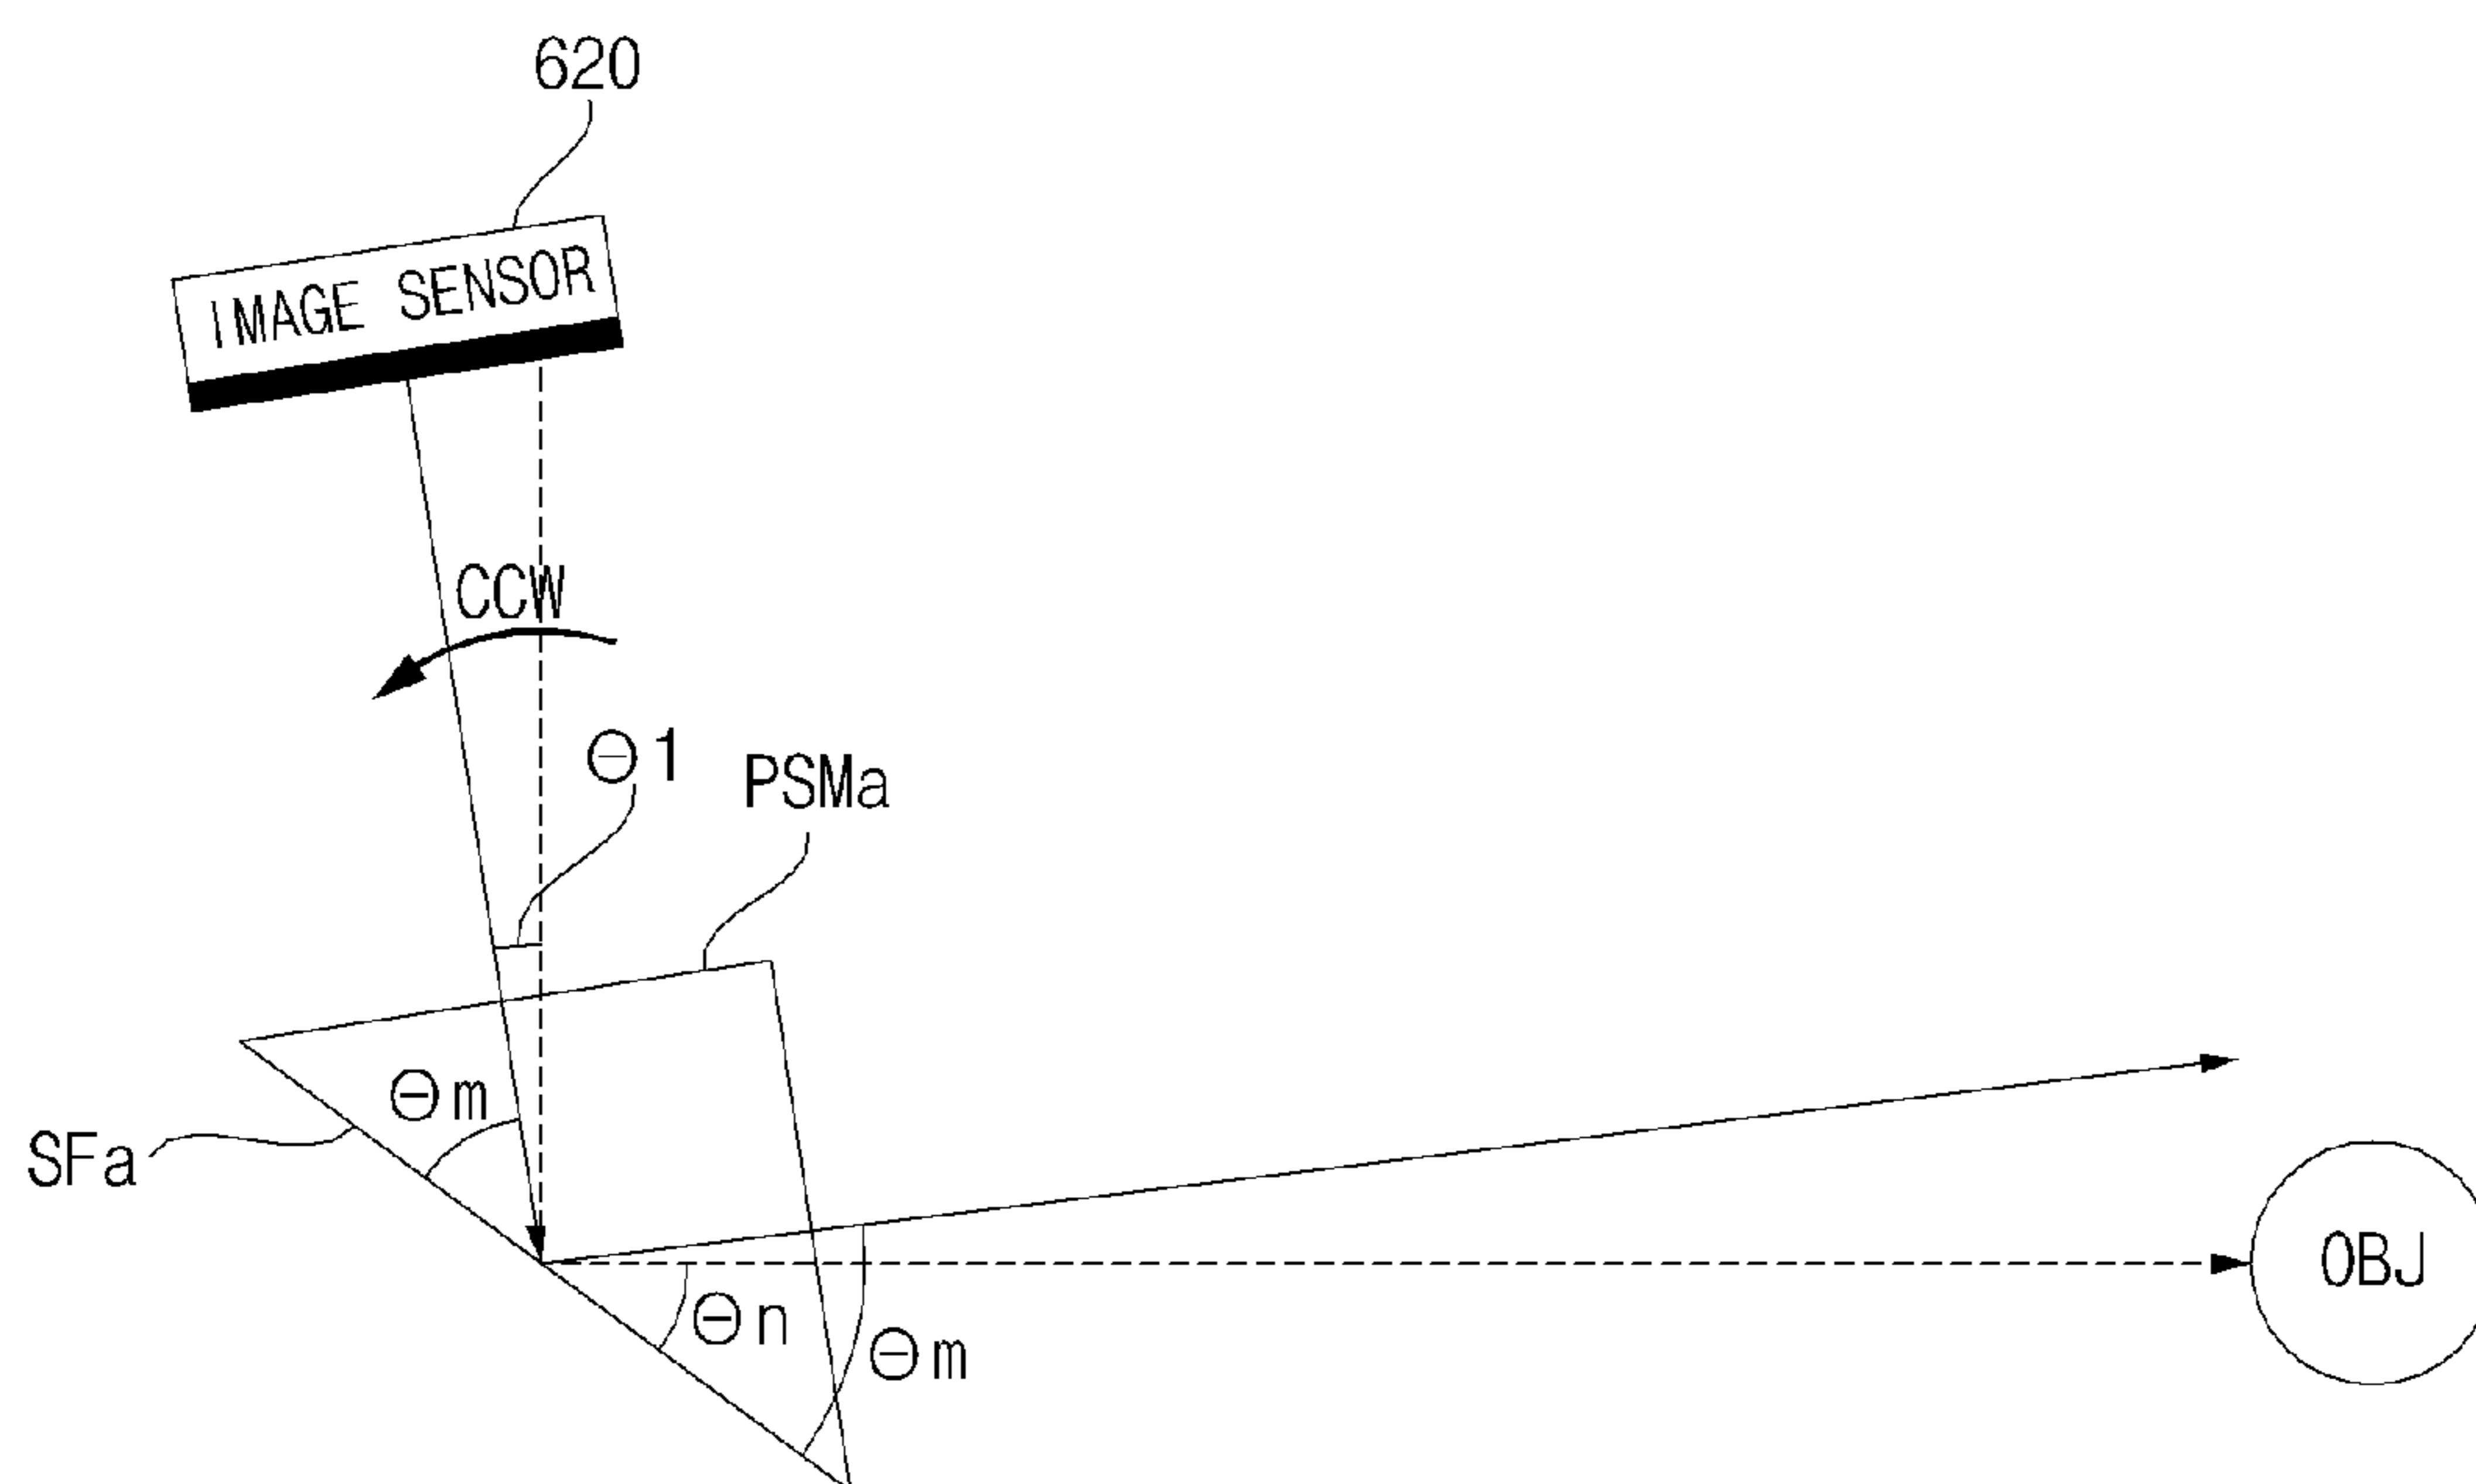 620
IMAGE SENSOR
CCW
Θ1
PSMa
Θm
SFa
OBJ
Θn
Θm